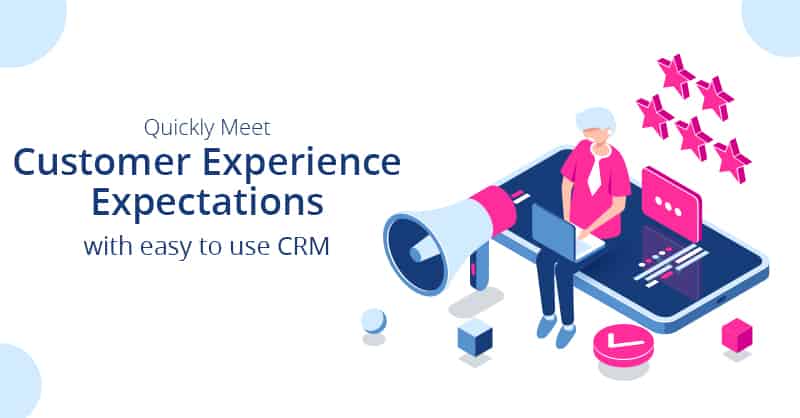 Quickly Meet
Customer Experience
Expectations
with easy to use CRM